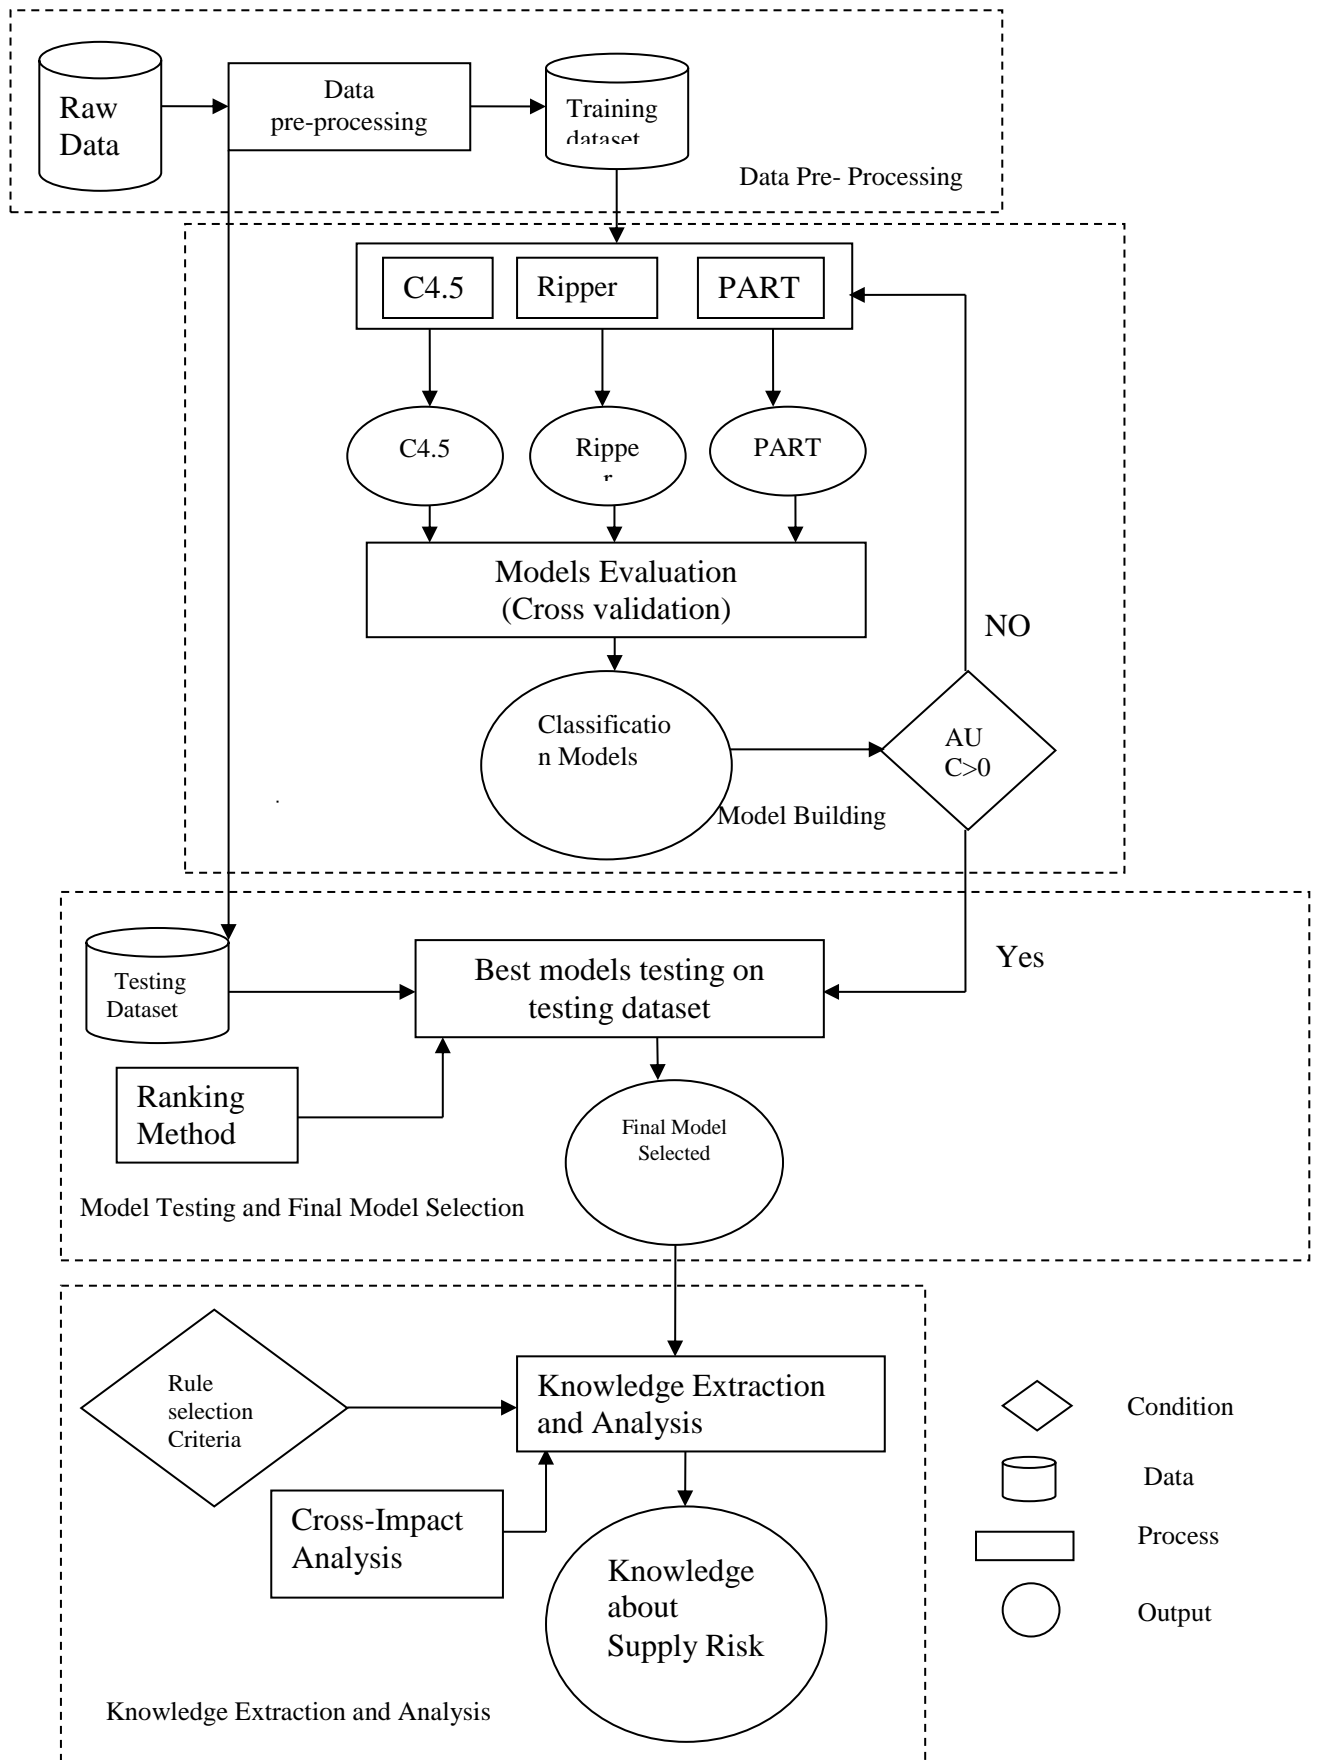 Raw
Data
Data
pre-processing
Training
dataset
Data Pre- Processing
C4.5
Ripper
PART
C4.5
Rippe
r
PART
Models Evaluation
(Cross validation)
NO
Classificatio
n Models
AU
C>0
.
Model Building
Testing
Dataset
Best models testing on
testing dataset
Yes
Ranking
Method
Final Model
Selected
Model Testing and Final Model Selection
Rule
selection
Criteria
Knowledge Extraction
and Analysis
Cross-Impact
Analysis
Knowledge
about
Supply Risk
Knowledge Extraction and Analysis
Condition
Data
Process
Output